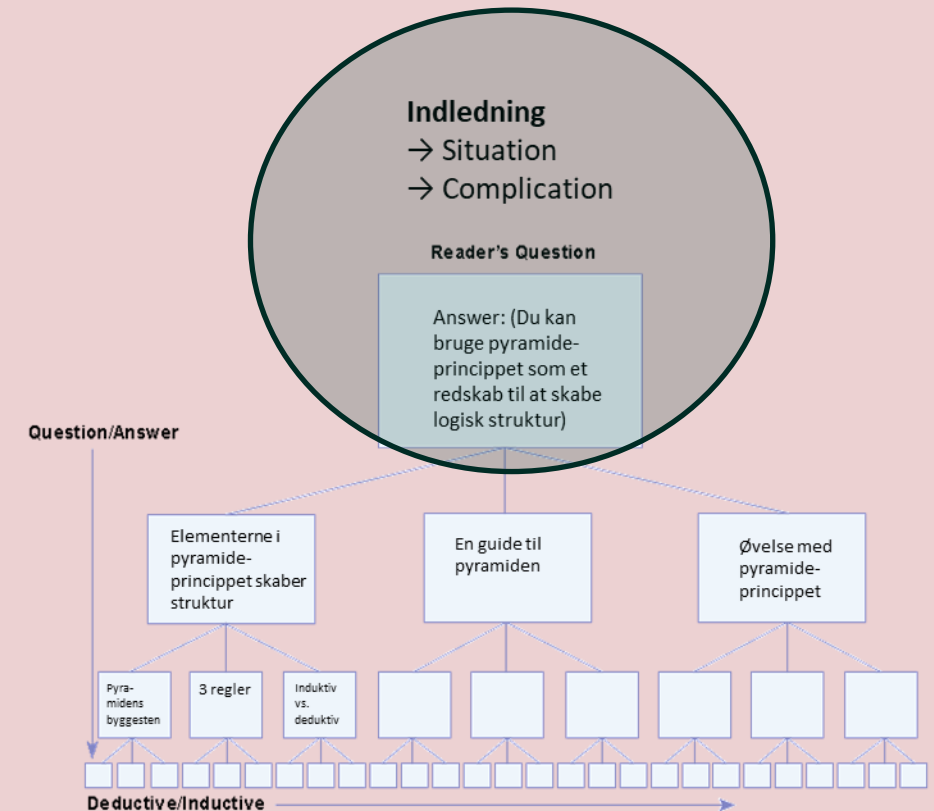 Indledning
→ Situation
→ Complication
Reader's Question
Answer: (Du kan
bruge pyramide-
princippet som et
redskab til at skabe
logisk struktur)
Question/Answer
Elementerne i
pyramide-
princippet skaber
struktur
En guide til
pyramiden
Øvelse med
pyramide-
princippet
Pyra-
midens
byggesten
3 regler
Induktiv
vs.
deduktiv
Deductive/Inductive